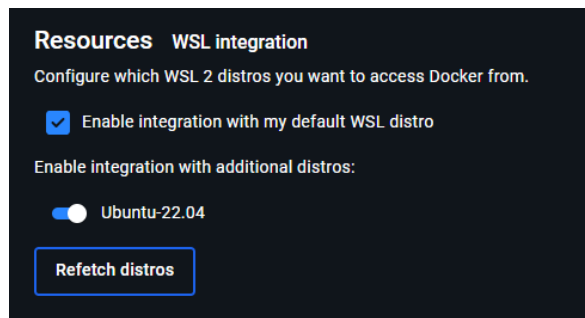 Resources WSL integration
Configure which WSL 2 distros you want to access Docker from.
Enable integration with my default WSL distro
Enable integration with additional distros:
Ubuntu-22.04
Refetch distros